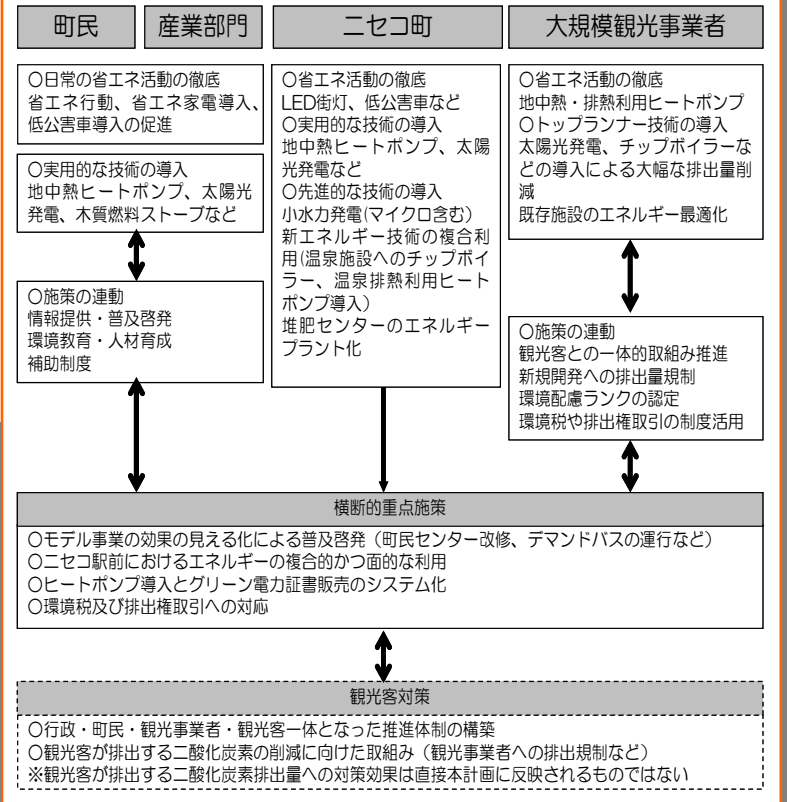 町民
産業部門
ニセコ町
大規模観光事業者
〇日常の省エネ活動の徹底
省エネ行動、省エネ家電導入、
低公害車導入の促進
〇実用的な技術の導入
地中熱ヒートポンプ、太陽光
発電、木質燃料ストーブなど
〇施策の連動
情報提供・普及啓発
環境教育・人材育成
補助制度
〇省エネ活動の徹底
LED街灯、低公害車など
〇実用的な技術の導入
地中熱ヒートポンプ、太陽
光発電など
〇先進的な技術の導入
小水力発電(マイクロ含む）
新エネルギー技術の複合利
用(温泉施設へのチップボイ
ラー、温泉排熱利用ヒート
ポンプ導入）
堆肥センターのエネルギー
プラント化
〇省エネ活動の徹底
地中熱・排熱利用ヒートポンプ
〇トップランナー技術の導入
太陽光発電、チップボイラーな
どの導入による大幅な排出量削
減
既存施設のエネルギー最適化
〇施策の連動
観光客との一体的取組み推進
新規開発への排出量規制
環境配慮ランクの認定
環境税や排出権取引の制度活用
横断的重点施策
〇モデル事業の効果の見える化による普及啓発（町民センター改修、デマンドバスの運行など）
〇ニセコ駅前におけるエネルギーの複合的かつ面的な利用
〇ヒートポンプ導入とグリーン電力証書販売のシステム化
〇環境税及び排出権取引への対応
観光客対策
〇行政・町民・観光事業者・観光客一体となった推進体制の構築
〇観光客が排出する二酸化炭素の削減に向けた取組み（観光事業者への排出規制など）
※観光客が排出する二酸化炭素排出量への対策効果は直接本計画に反映されるものではない